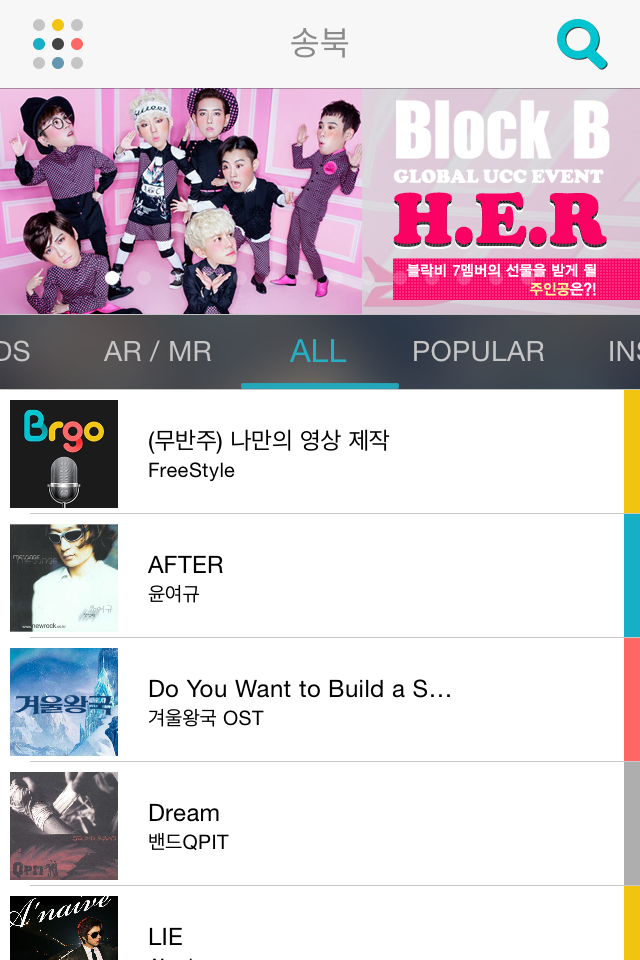 송북
Block B
GLOBAL UCC EVENT
H.E.R
블락비 7멤버의 선물을 받게 될
주인공은?!
DS
AR / MR
ALL
POPULAR
INS
Brgo
(무반주) 나만의 영상 제작
FreeStyle
AFTER
윤여규
겨울왕국
Do You Want to Build a S…
겨울왕국 OST
QPIT
Dream
밴드QPIT
A'naive
LIE